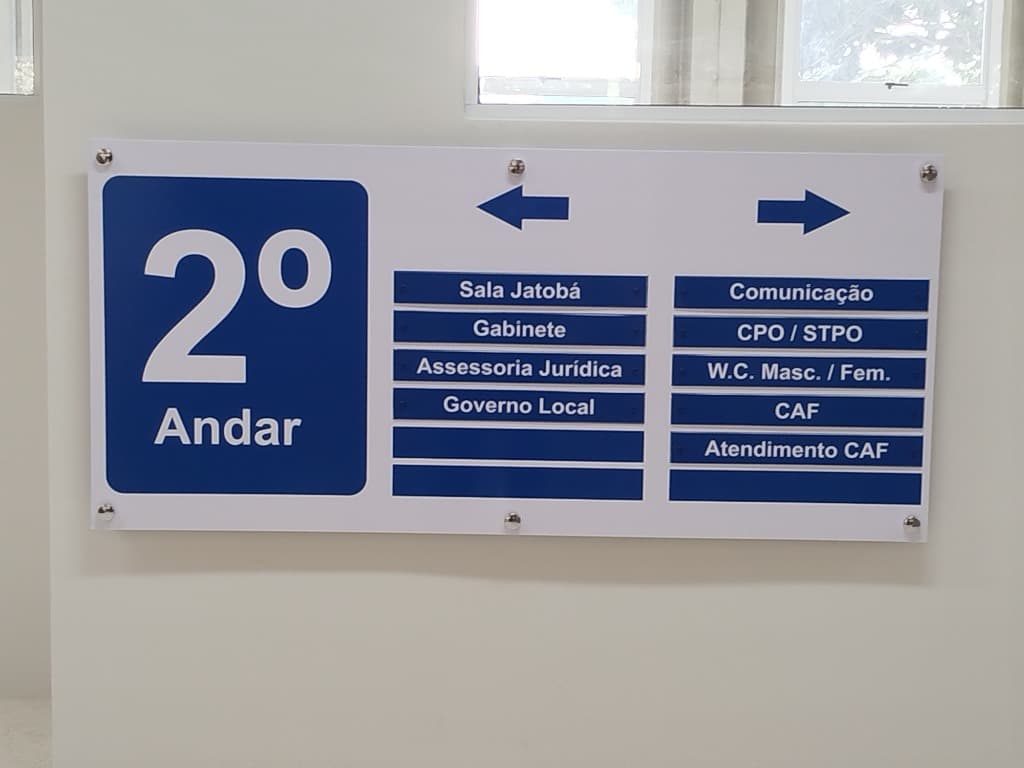 2º
Andar
Sala Jatobá
Gabinete
Assessoria Jurídica
Governo Local
Comunicação
CPO / STPO
W.C. Masc. / Fem.
CAF
Atendimento CAF